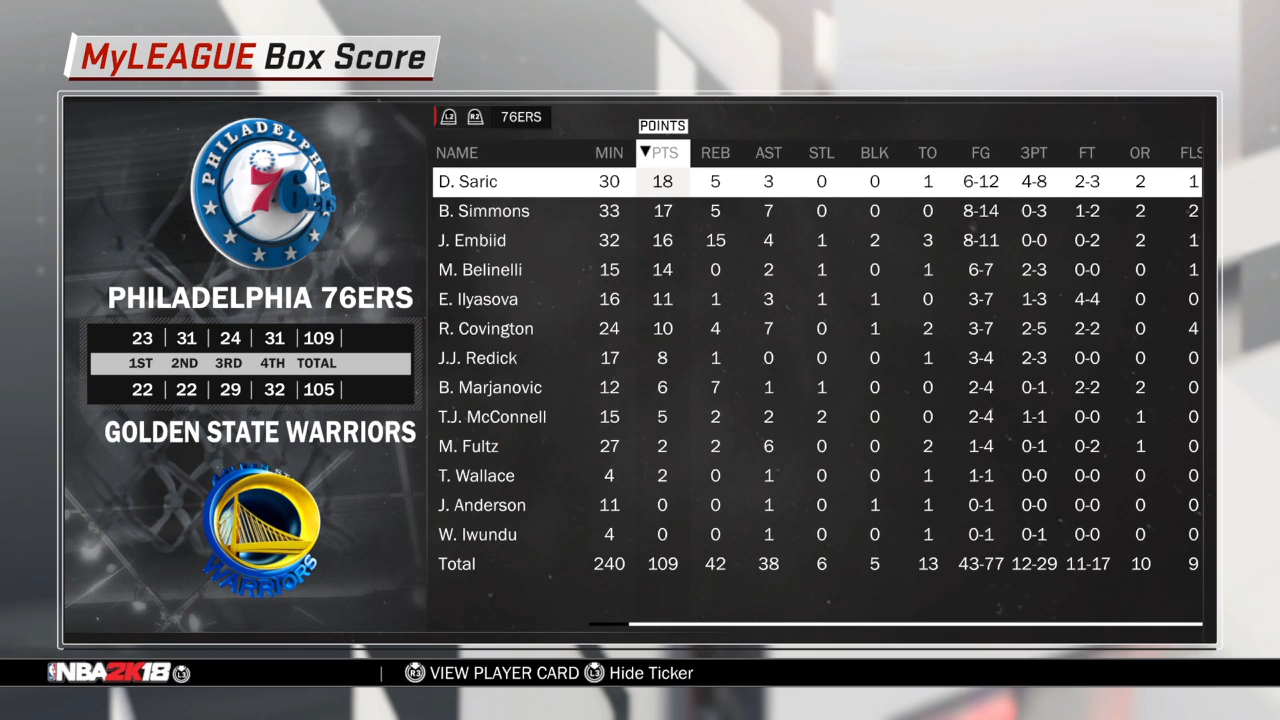 MyLEAGUE Box Score
PHILADELPHIA 76ers
PHILADELPHIA 76ERS
23 | 31 | 24 | 31 | 109 |
1ST 2ND 3RD 4TH TOTAL
22 | 22 | 29 | 32 | 105 |
GOLDEN STATE WARRIORS
WARRIORS
L2 R2 76ERS
POINTS
NAME MIN ▼PTS REB AST STL BLK TO FG 3PT FT OR FLS
D. Saric 30 18 5 3 0 0 1 6-12 4-8 2-3 2 1
B. Simmons 33 17 5 7 0 0 0 8-14 0-3 1-2 2 2
J. Embiid 32 16 15 4 1 2 3 8-11 0-0 0-2 2 1
M. Belinelli 15 14 0 2 1 0 1 6-7 2-3 0-0 0 1
E. Ilyasova 16 11 1 3 1 1 0 3-7 1-3 4-4 0 0
R. Covington 24 10 4 7 0 1 2 3-7 2-5 2-2 0 4
J.J. Redick 17 8 1 0 0 0 1 3-4 2-3 0-0 0 0
B. Marjanovic 12 6 7 1 1 0 0 2-4 0-1 2-2 2 0
T.J. McConnell 15 5 2 2 2 0 0 2-4 1-1 0-0 1 0
M. Fultz 27 2 2 6 0 0 2 1-4 0-1 0-2 1 0
T. Wallace 4 2 0 1 0 0 1 1-1 0-0 0-0 0 0
J. Anderson 11 0 0 1 0 1 1 0-1 0-0 0-0 0 0
W. Iwundu 4 0 0 1 0 0 1 0-1 0-1 0-0 0 0
Total 240 109 42 38 6 5 13 43-77 12-29 11-17 10 9
NBA2K18 L3 | R3 VIEW PLAYER CARD L3 Hide Ticker